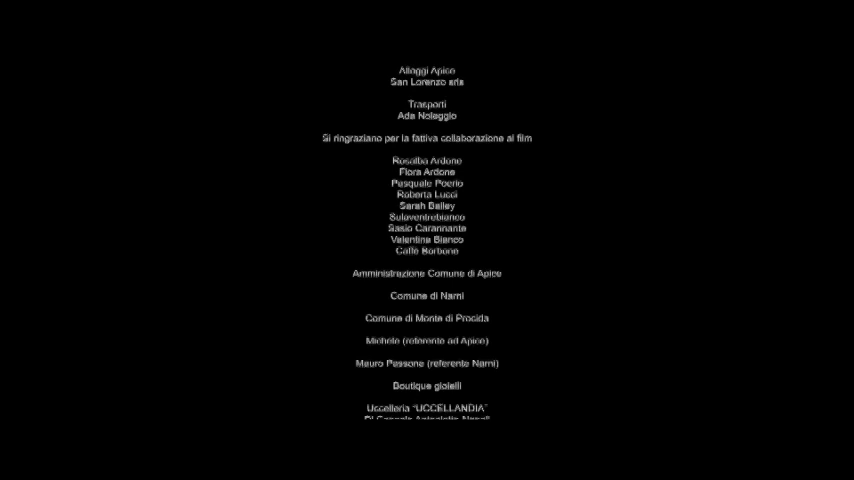 Alloggi Apice
San Lorenzo srls
Trasporti
Ada Noleggio
Si ringraziano per la fattiva collaborazione al film
Rosalba Ardone
Flora Ardone
Pasquale Poerio
Roberta Lucci
Sarah Bailey
Sulaventrebianco
Sasio Carannante
Valentina Bianco
Caffè Borbone
Amministrazione Comune di Apice
Comune di Narni
Comune di Monte di Procida
Michele (referente ad Apice)
Mauro Passone (referente Narni)
Boutique gioielli
Uccelleria "UCCELLANDIA"